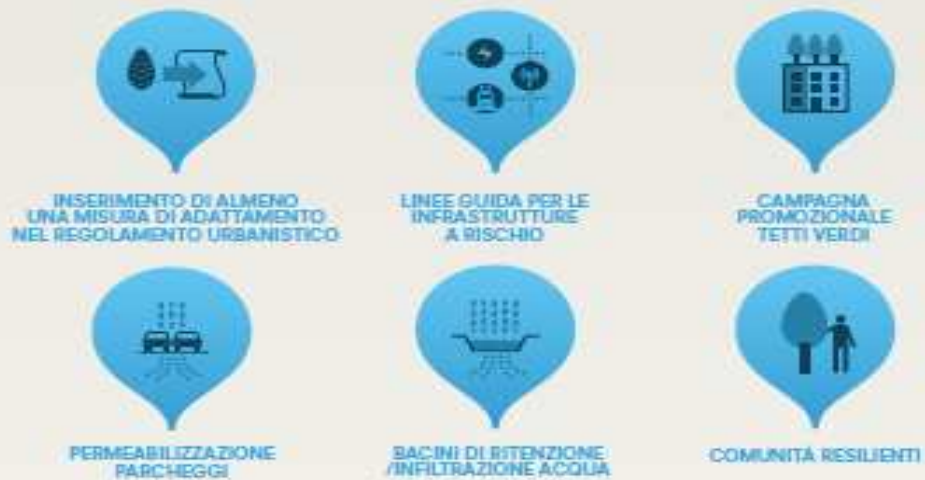 INSERIMENTO DI ALMENO
UNA MISURA DI ADATTAMENTO
NEL REGOLAMENTO URBANISTICO
LINEE GUIDA PER LE
INFRASTRUTTURE
A RISCHIO
CAMPAGNA
PROMOZIONALE
TETTI VERDI
PERMEABILIZZAZIONE
PARCHEGGI
BACINI DI RITENZIONE
/INFILTRAZIONE ACQUA
COMUNITÀ RESILIENTI